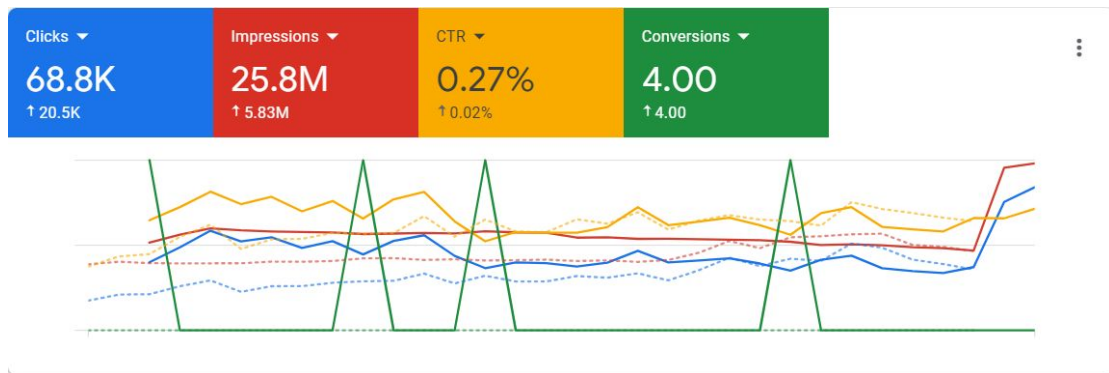 Clicks
68.8K
↑ 20.5K
Impressions
25.8M
↑ 5.83M
CTR
0.27%
↑ 0.02%
Conversions
4.00
↑ 4.00